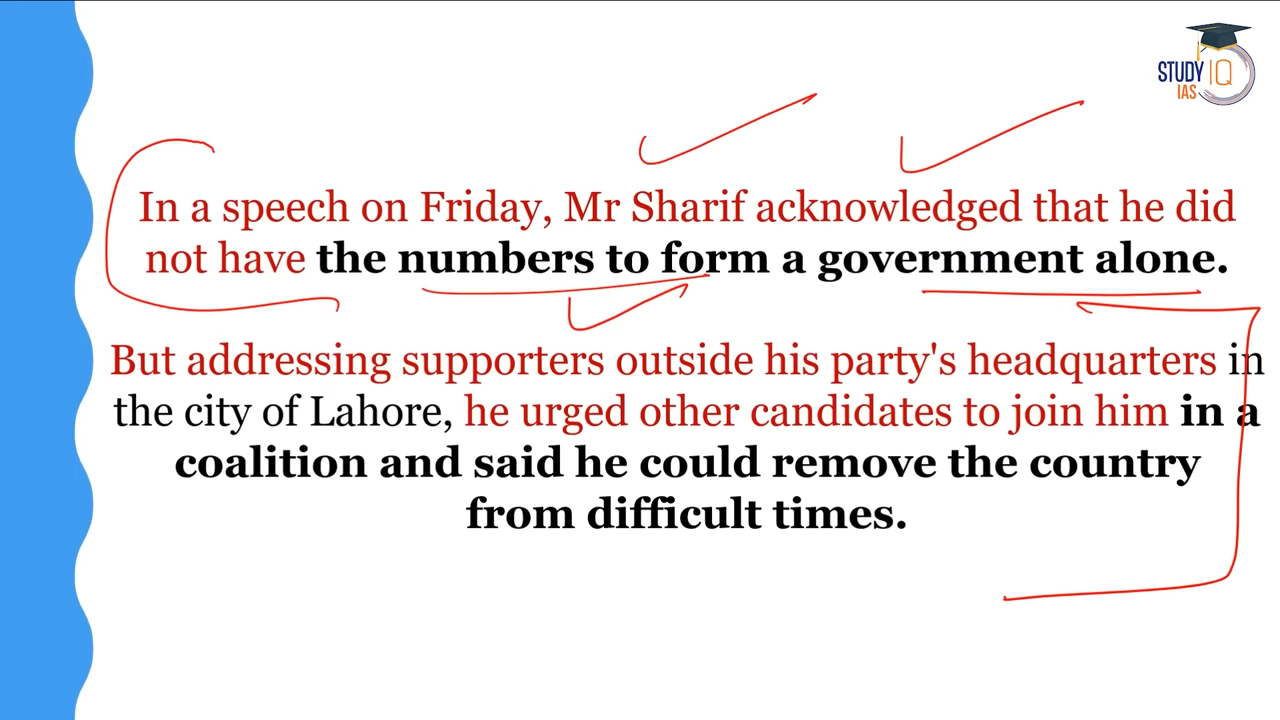 STUDY IQ
IAS
In a speech on Friday, Mr Sharif acknowledged that he did
not have the numbers to form a government alone.
But addressing supporters outside his party's headquarters in
the city of Lahore, he urged other candidates to join him in a
coalition and said he could remove the country
from difficult times.